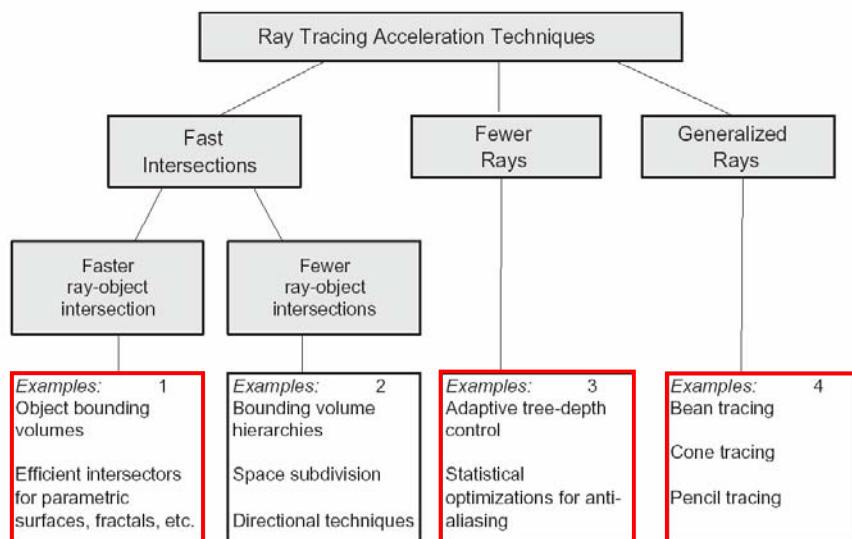 Ray Tracing Acceleration Techniques
Fast
Intersections
Fewer
Rays
Generalized
Rays
Faster
ray-object
intersection
Fewer
ray-object
intersections
Examples: 1
Object bounding
volumes
Efficient intersectors
for parametric
surfaces, fractals, etc.
Examples: 2
Bounding volume
hierarchies
Space subdivision
Directional techniques
Examples: 3
Adaptive tree-depth
control
Statistical
optimizations for anti-
aliasing
Examples: 4
Bean tracing
Cone tracing
Pencil tracing